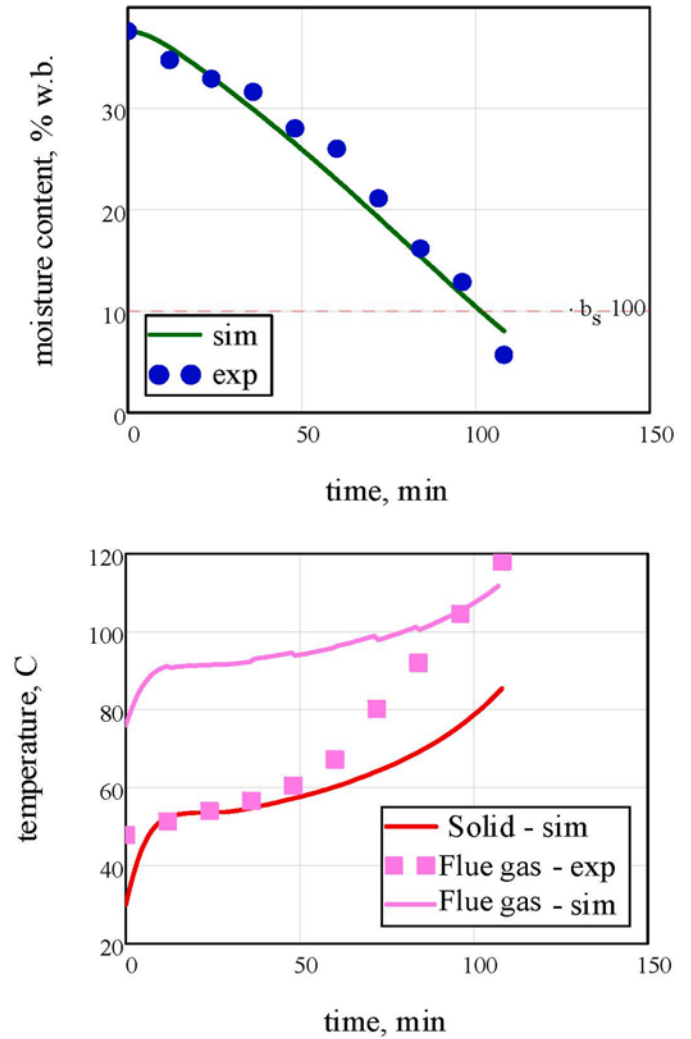 moisture content, % w.b.
30
20
10
0
· b_s 100
sim
exp
0
50
100
150
time, min
temperature, C
120
100
80
60
40
20
Solid - sim
Flue gas - exp
Flue gas - sim
0
50
100
150
time, min